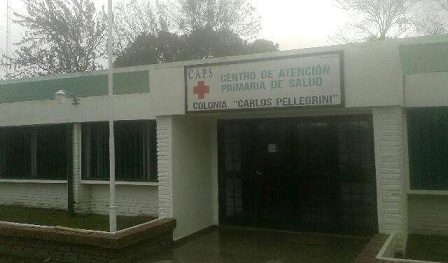 CAPS
CENTRO DE ATENCIÓN
PRIMARIA DE SALUD
COLONIA "CARLOS PELLEGRINI"